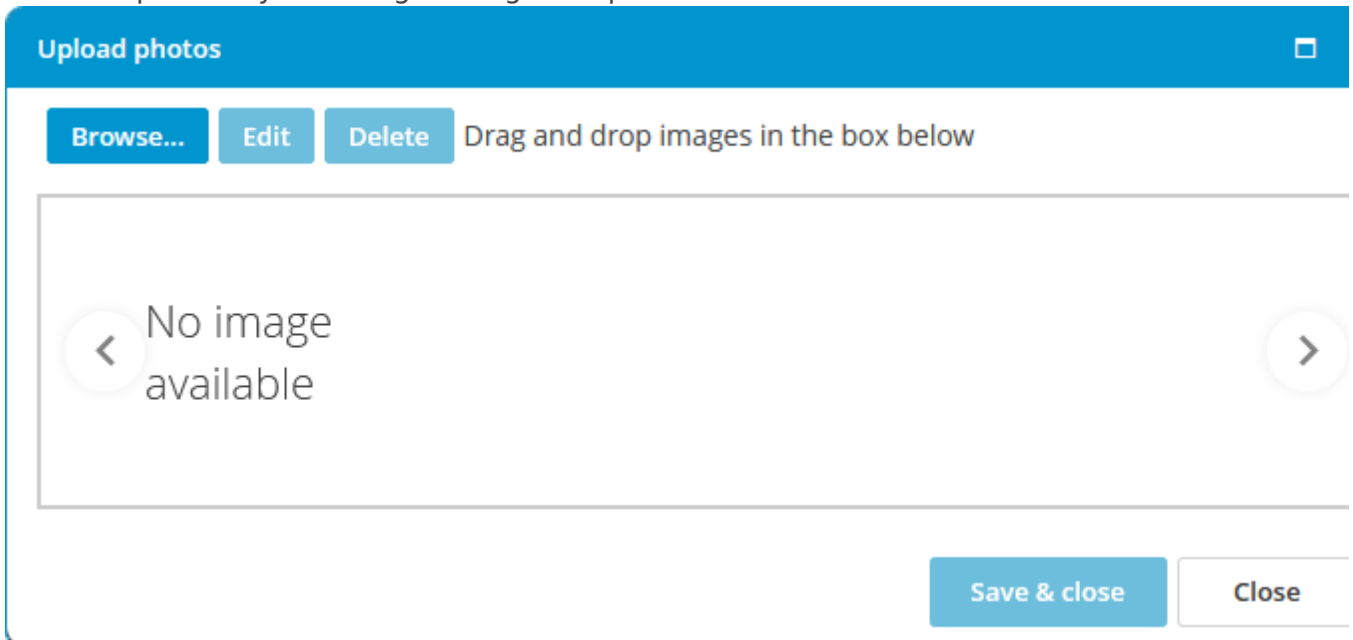 Upload photos
Browse... Edit Delete Drag and drop images in the box below
No image
available
Save & close Close